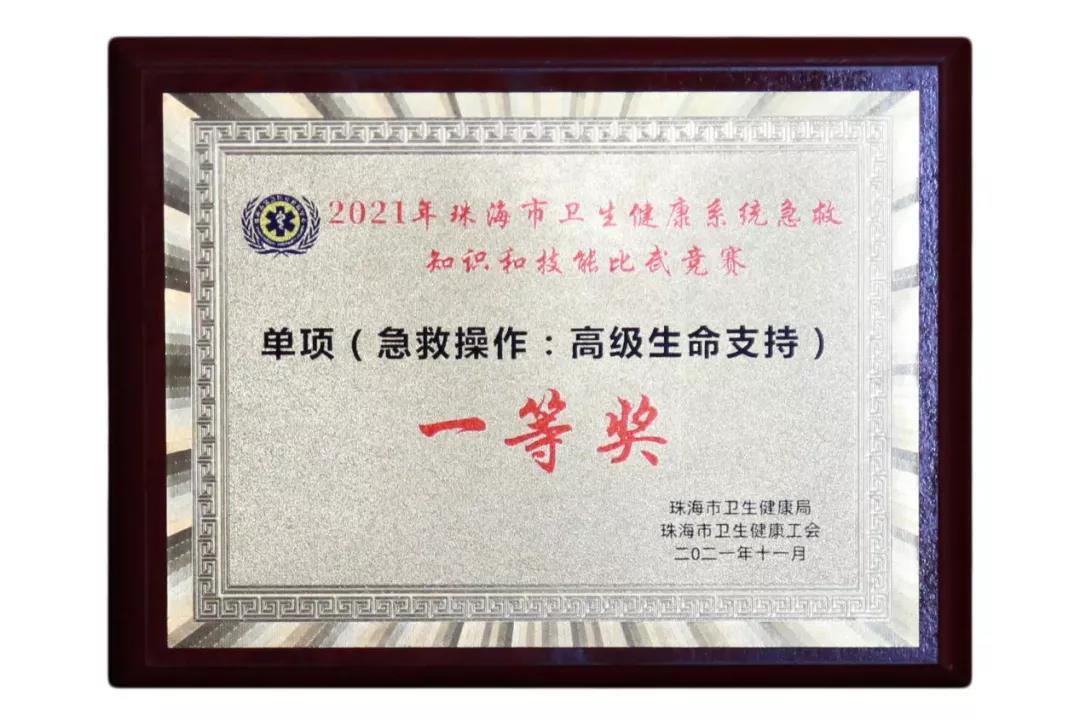 2021年珠海市卫生健康系统急救
知识和技能比武竞赛
单项（急救操作：高级生命支持）
一等奖
珠海市卫生健康局
珠海市卫生健康工会
二〇二一年十一月